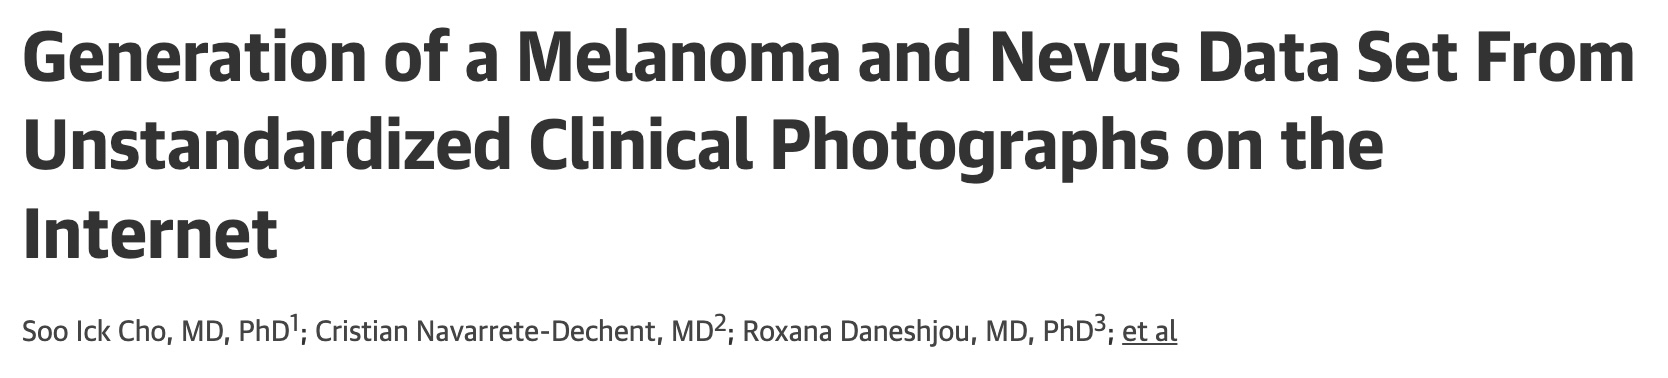 Generation of a Melanoma and Nevus Data Set From
Unstandardized Clinical Photographs on the
Internet
Soo Ick Cho, MD, PhD1; Cristian Navarrete-Dechent, MD2; Roxana Daneshjou, MD, PhD3; et al